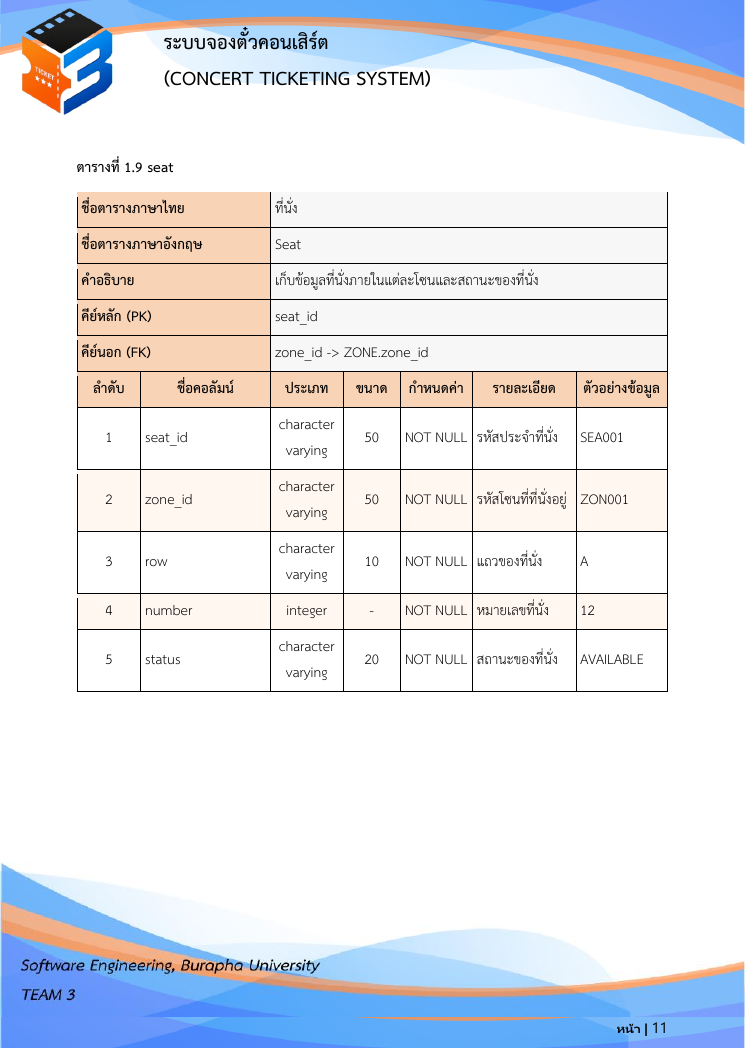 ระบบจองตั๋วคอนเสิร์ต
(CONCERT TICKETING SYSTEM)
TICKET
ตารางที่ 1.9 seat
ชื่อตารางภาษาไทย ที่นั่ง
ชื่อตารางภาษาอังกฤษ Seat
คำอธิบาย เก็บข้อมูลที่นั่งภายในแต่ละโซนและสถานะของที่นั่ง
คีย์หลัก (PK) seat_id
คีย์นอก (FK) zone_id -> ZONE.zone_id
ลำดับ ชื่อคอลัมน์ ประเภท ขนาด กำหนดค่า รายละเอียด ตัวอย่างข้อมูล
1 seat_id character varying 50 NOT NULL รหัสประจำที่นั่ง SEA001
2 zone_id character varying 50 NOT NULL รหัสโซนที่ที่นั่งอยู่ ZON001
3 row character varying 10 NOT NULL แถวของที่นั่ง A
4 number integer - NOT NULL หมายเลขที่นั่ง 12
5 status character varying 20 NOT NULL สถานะของที่นั่ง AVAILABLE
Software Engineering, Burapha University
TEAM 3
หน้า | 11